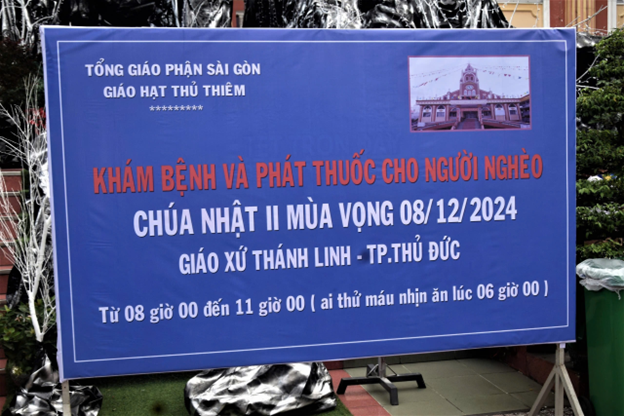 TỔNG GIÁO PHẬN SÀI GÒN
GIÁO HẠT THỦ THIÊM
*********
KHÁM BỆNH VÀ PHÁT THUỐC CHO NGƯỜI NGHÈO
CHÚA NHẬT II MÙA VỌNG 08/12/2024
GIÁO XỨ THÁNH LINH - TP.THỦ ĐỨC
Từ 08 giờ 00 đến 11 giờ 00 ( ai thử máu nhịn ăn lúc 06 giờ 00 )